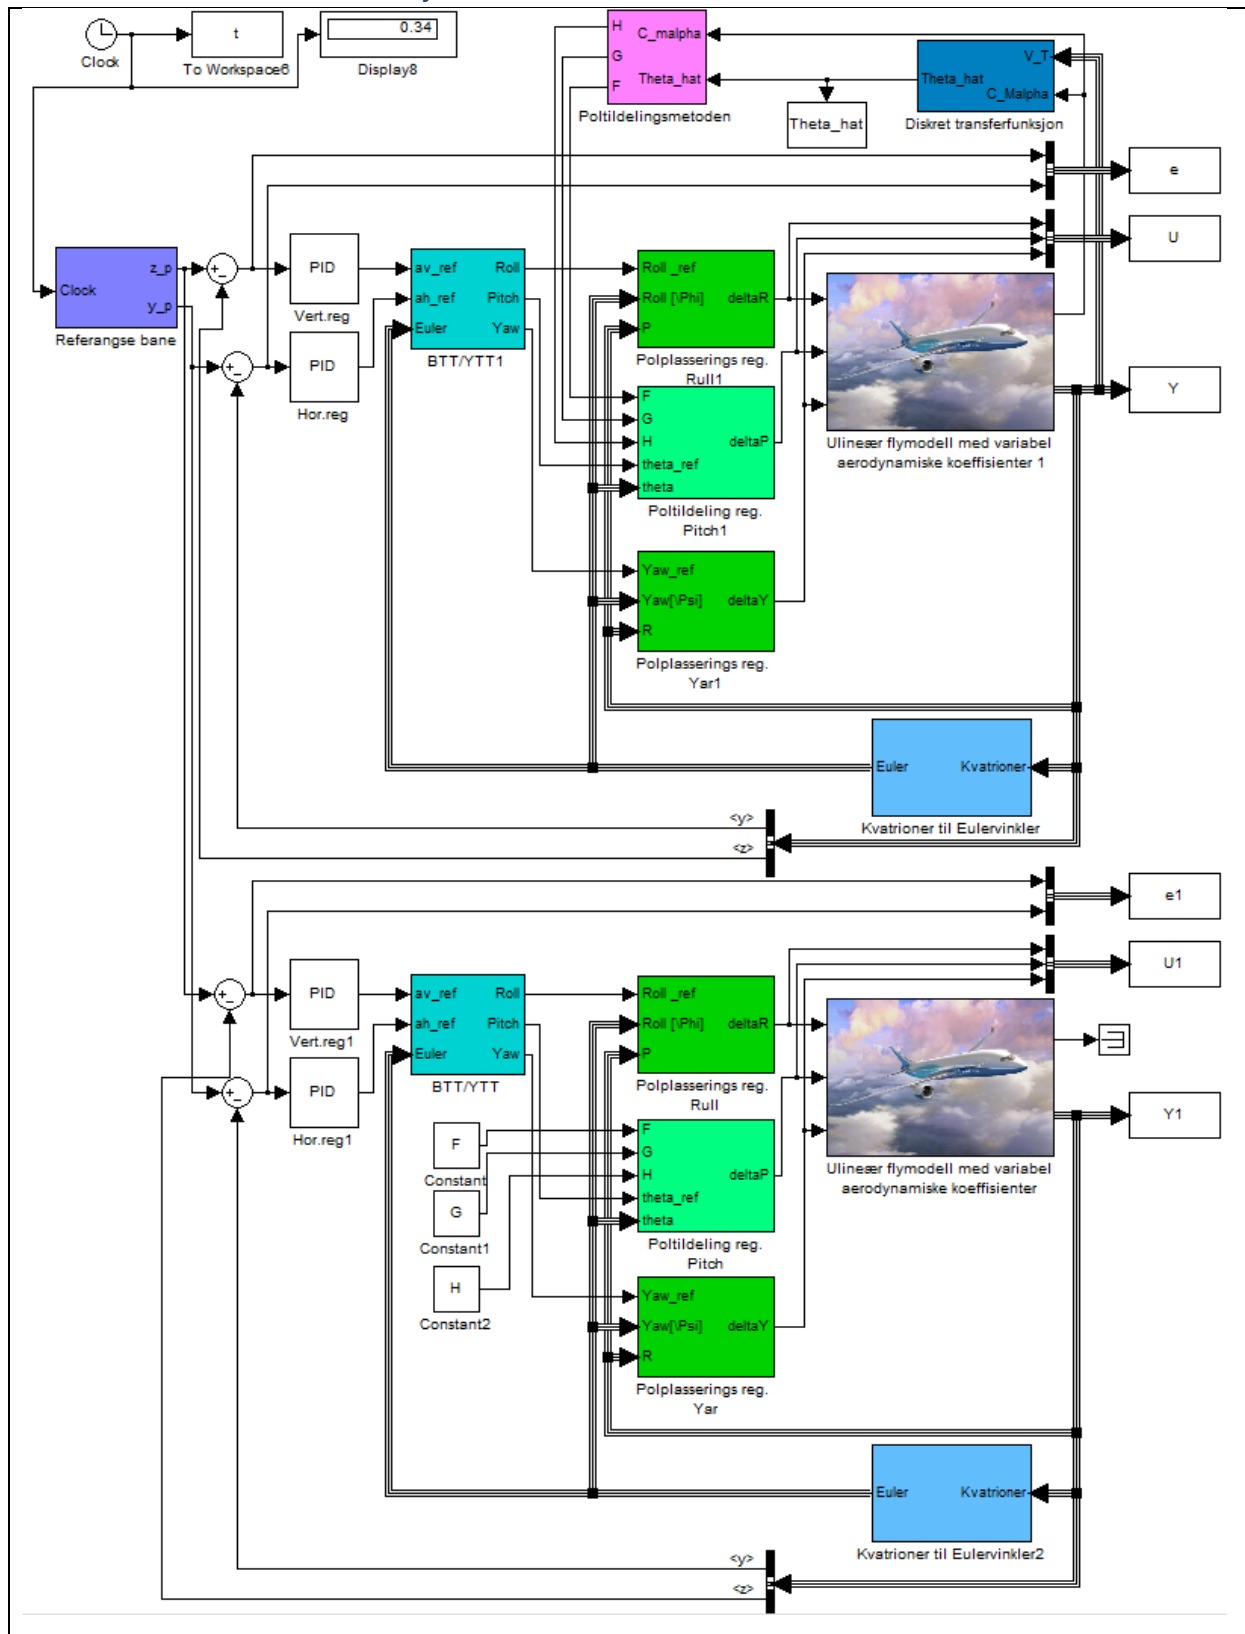 Clock
t
To Workspace6
0.34
Display8
H
G
F
C_malpha
Theta_hat
Poltildelingsmetoden
Theta_hat
V_T
Theta_hat
C_Malpha
Diskret transferfunksjon
e
U
Clock
z_p
y_p
Referangse bane
+
−
+
−
PID
Vert.reg
PID
Hor.reg
av_ref
ah_ref
Euler
Roll
Pitch
Yaw
BTT/YTT1
Roll _ref
Roll [\Phi]
P
deltaR
Polplasserings reg.
Rull1
F
G
H
theta_ref
theta
deltaP
Poltildeling reg.
Pitch1
Yaw_ref
Yaw[\Psi]
R
deltaY
Polplasserings reg.
Yar1
Ulineær flymodell med variabel
aerodynamiske koeffisienter 1
Y
Euler
Kvatrioner
Kvatrioner til Eulervinkler
<y>
<z>
e1
U1
+
−
+
−
PID
Vert.reg1
PID
Hor.reg1
av_ref
ah_ref
Euler
Roll
Pitch
Yaw
BTT/YTT
Roll _ref
Roll [\Phi]
P
deltaR
Polplasserings reg.
Rull
F
Constant
G
Constant1
H
Constant2
F
G
H
theta_ref
theta
deltaP
Poltildeling reg.
Pitch
Yaw_ref
Yaw[\Psi]
R
deltaY
Polplasserings reg.
Yar
Ulineær flymodell med variabel
aerodynamiske koeffisienter
Y1
Euler
Kvatrioner
Kvatrioner til Eulervinkler2
<y>
<z>